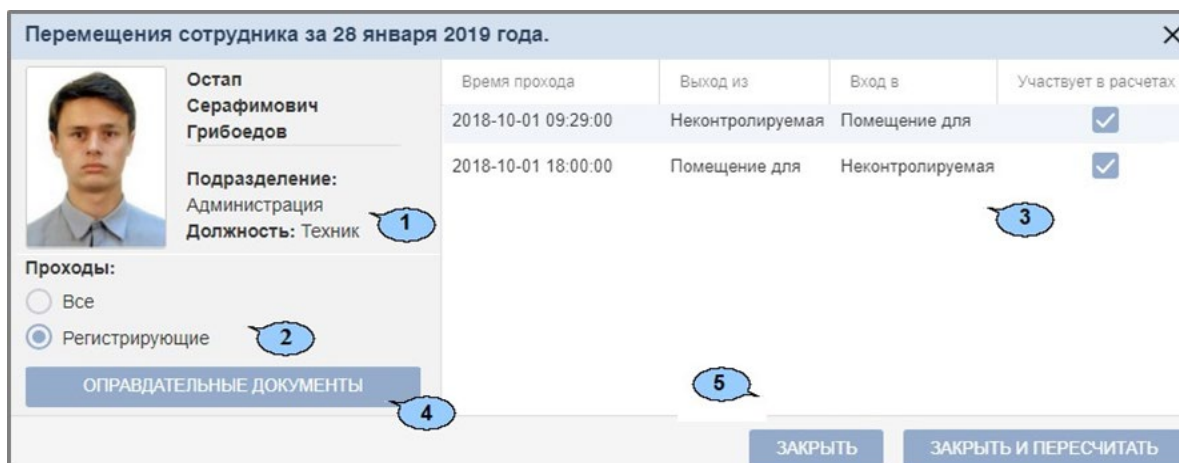 Перемещения сотрудника за 28 января 2019 года.
Остап
Серафимович
Грибоедов
Подразделение:
Администрация
Должность: Техник
1
Проходы:
Все
Регистрирующие
2
ОПРАВДАТЕЛЬНЫЕ ДОКУМЕНТЫ
4
Время прохода Выход из Вход в Участвует в расчетах
2018-10-01 09:29:00 Неконтролируемая Помещение для
2018-10-01 18:00:00 Помещение для Неконтролируемая
3
5
ЗАКРЫТЬ ЗАКРЫТЬ И ПЕРЕСЧИТАТЬ